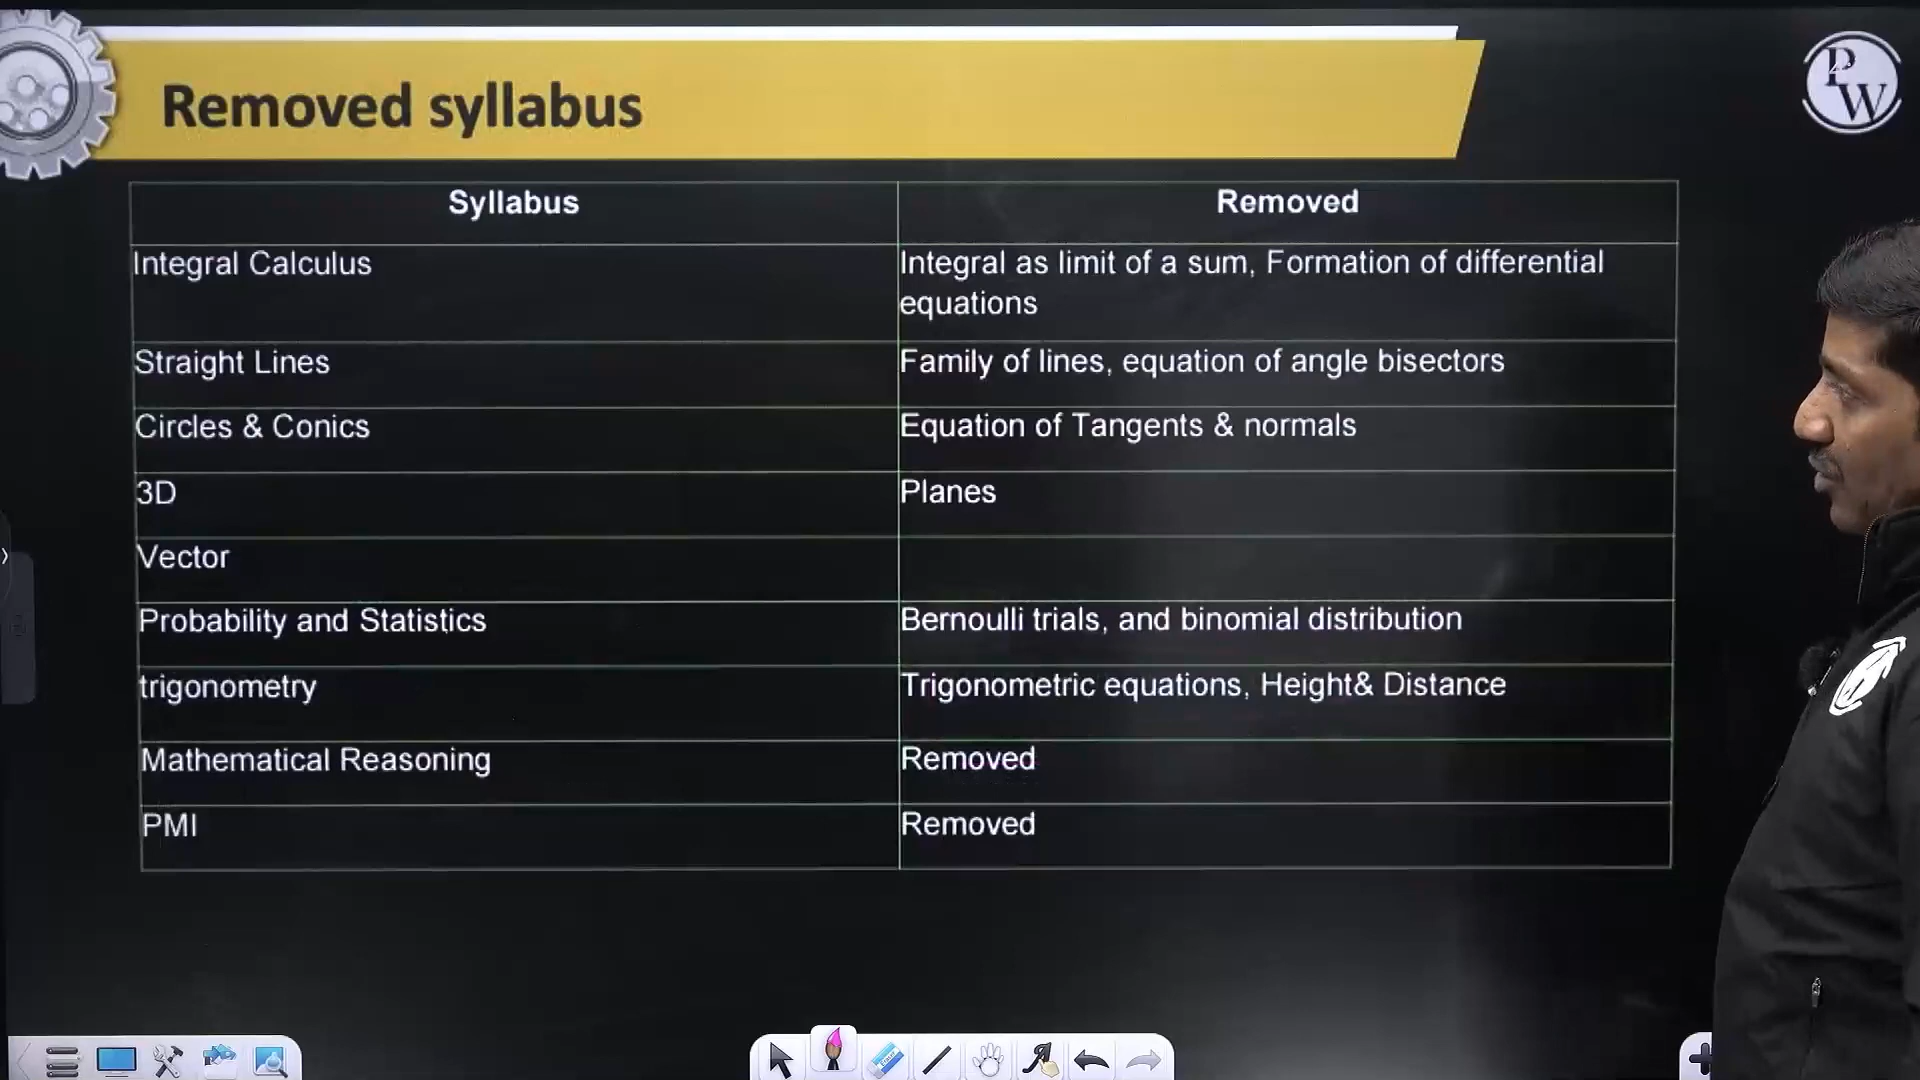 Removed syllabus
PW
Syllabus Removed
Integral Calculus Integral as limit of a sum, Formation of differential
equations
Straight Lines Family of lines, equation of angle bisectors
Circles & Conics Equation of Tangents & normals
3D Planes
Vector
Probability and Statistics Bernoulli trials, and binomial distribution
trigonometry Trigonometric equations, Height& Distance
Mathematical Reasoning Removed
PMI Removed